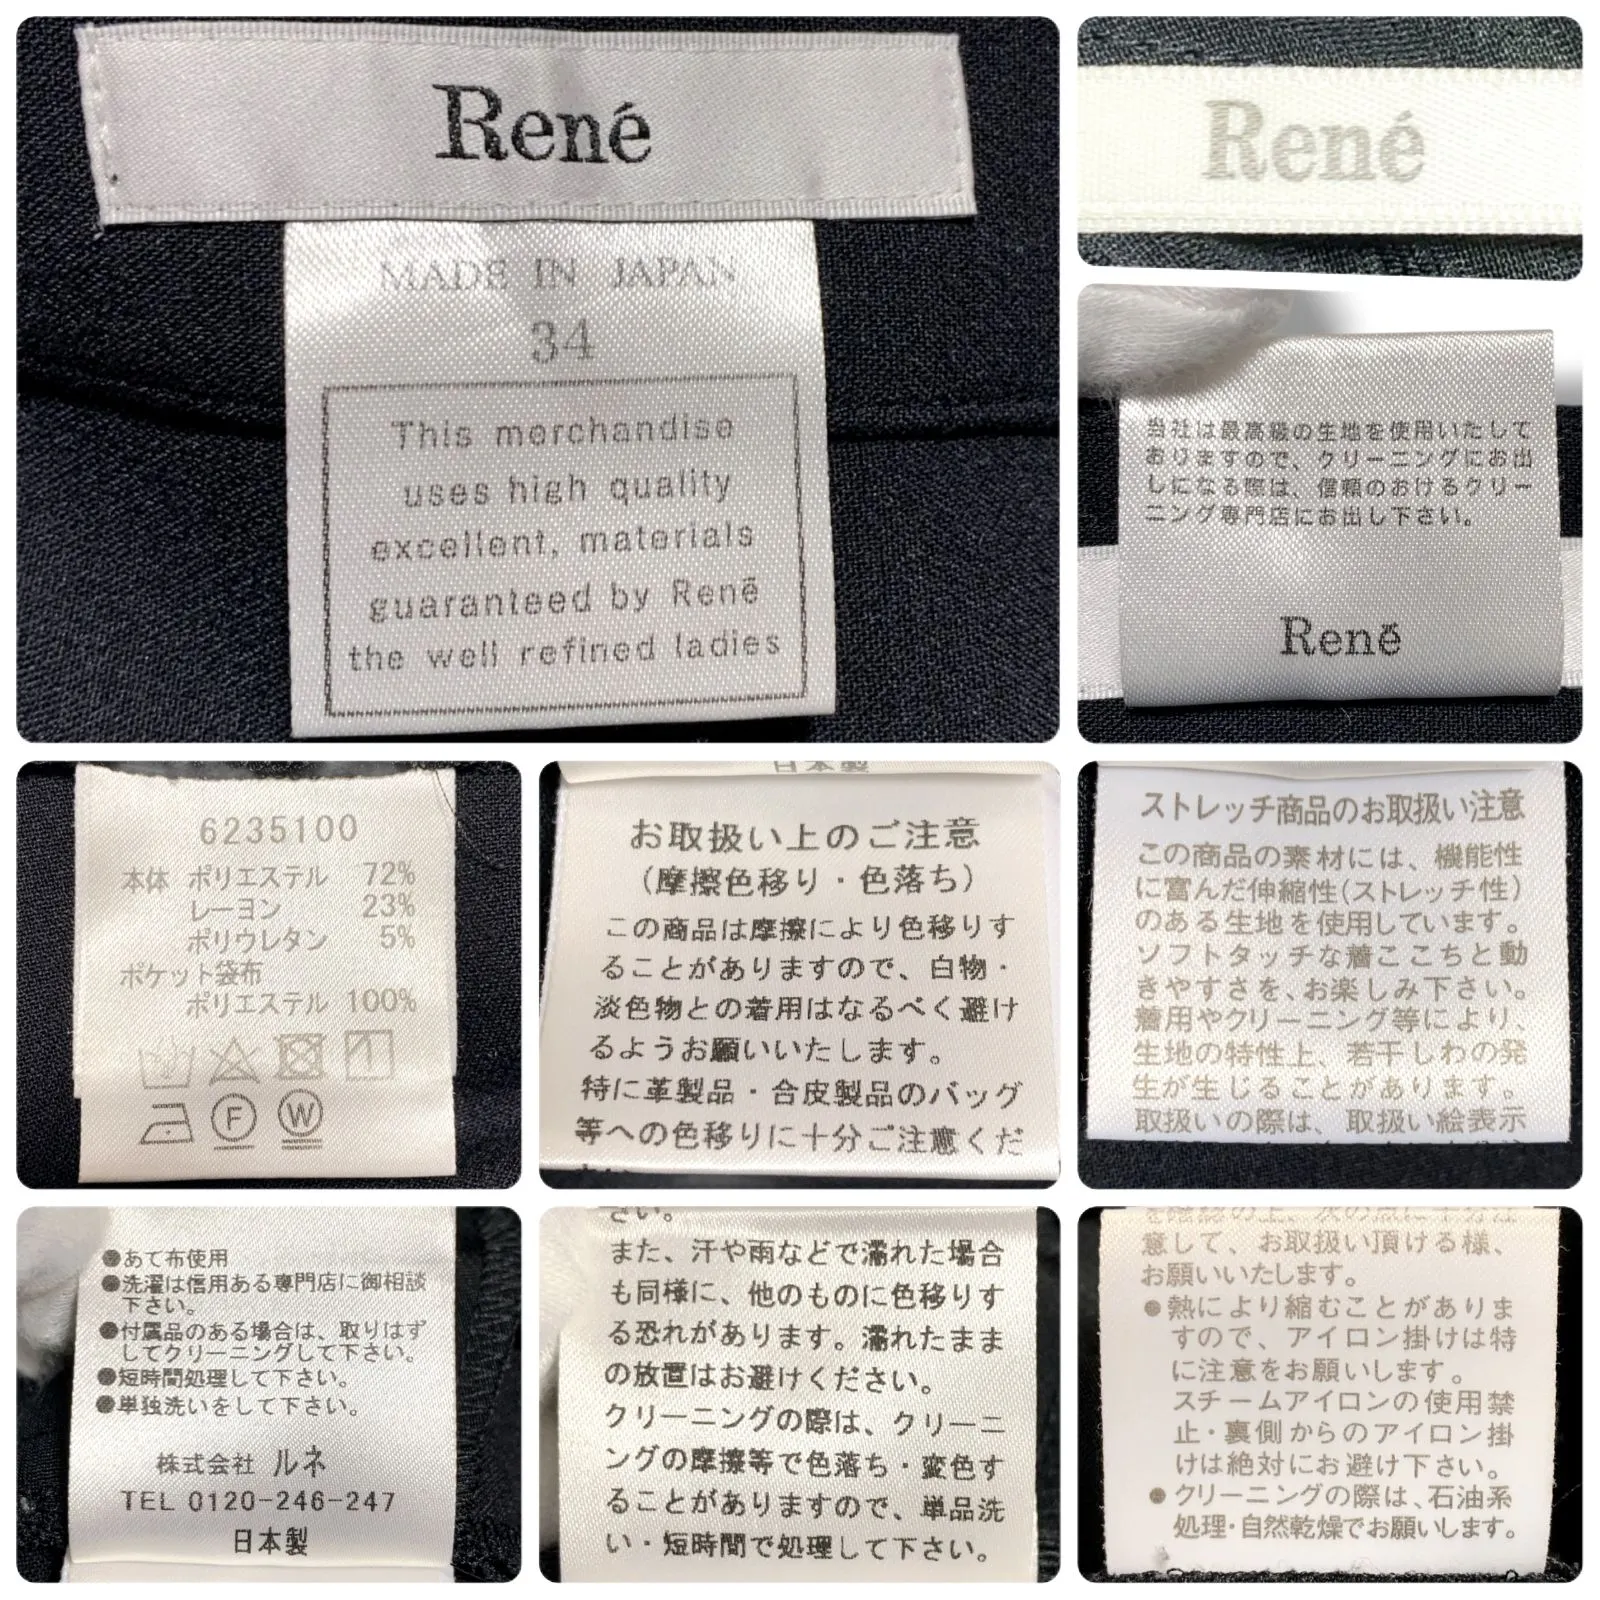 René
MADE IN JAPAN
34
This merchandise
uses high quality
excellent, materials
guaranteed by René
the well refined ladies
René
当社は最高級の生地を使用いたして
おりますので、クリーニングにお出
しになる際は、信頼のおけるクリー
ニング専門店にお出し下さい。
René
6235100
本体 ポリエステル 72%
レーヨン 23%
ポリウレタン 5%
ポケット袋布
ポリエステル 100%
F W
日本製
お取扱い上のご注意
(摩擦色移り・色落ち)
この商品は摩擦により色移りす
ることがありますので、白物・
淡色物との着用はなるべく避け
るようお願いいたします。
特に革製品・合皮製品のバッグ
等への色移りに十分ご注意くだ
ストレッチ商品のお取扱い注意
この商品の素材には、機能性
に富んだ伸縮性(ストレッチ性)
のある生地を使用しています。
ソフトタッチな着ごこちと動
きやすさを、お楽しみ下さい。
着用やクリーニング等により、
生地の特性上、若干しわの発
生が生じることがあります。
取扱いの際は、取扱い絵表示
●あて布使用
●洗濯は信用ある専門店に御相談
下さい。
●付属品のある場合は、取りはず
してクリーニングして下さい。
●短時間処理して下さい。
●単独洗いをして下さい。
株式会社 ルネ
TEL 0120-246-247
日本製
さい。
また、汗や雨などで濡れた場合
も同様に、他のものに色移りす
る恐れがあります。濡れたまま
の放置はお避けください。
クリーニングの際は、クリーニ
ングの摩擦等で色落ち・変色す
ることがありますので、単品洗
い・短時間で処理して下さい。
意して、お取扱い頂ける様、
お願いいたします。
●熱により縮むことがありま
すので、アイロン掛けは特
に注意をお願いします。
スチームアイロンの使用禁
止・裏側からのアイロン掛
けは絶対にお避け下さい。
●クリーニングの際は、石油系
処理・自然乾燥でお願いします。